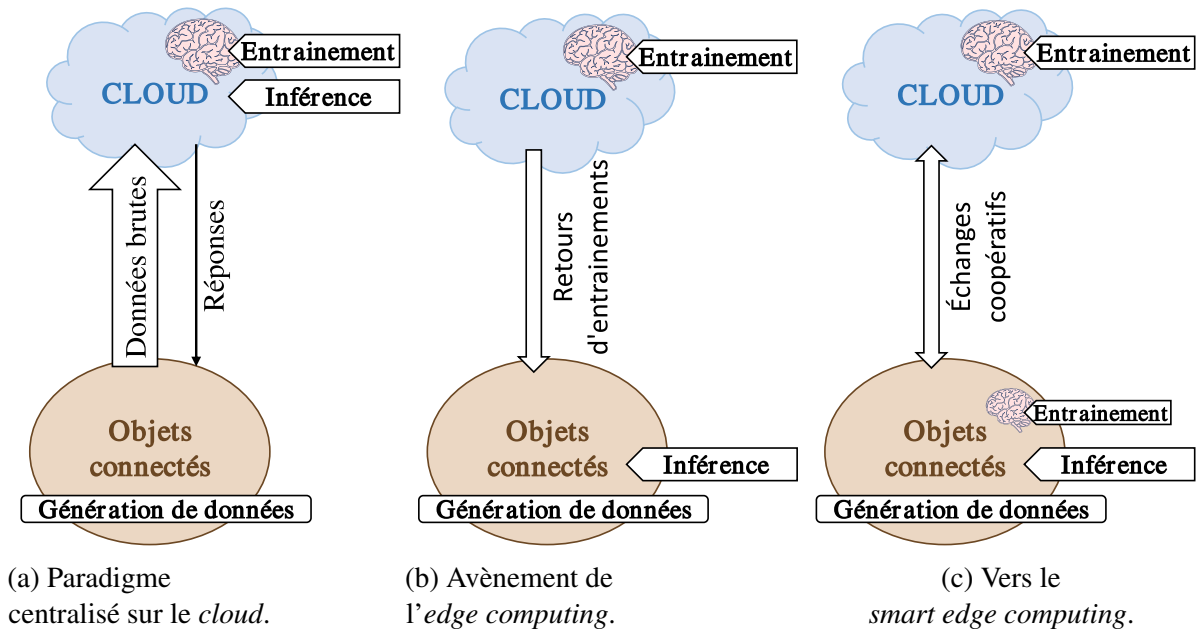 Entrainement
CLOUD
Inférence
Données brutes
Réponses
Objets
connectés
Génération de données
(a) Paradigme
centralisé sur le cloud.
Entrainement
CLOUD
Retours
d'entrainements
Objets
connectés
Inférence
Génération de données
(b) Avènement de
l'edge computing.
Entrainement
CLOUD
Échanges
coopératifs
Entrainement
Objets
connectés
Inférence
Génération de données
(c) Vers le
smart edge computing.